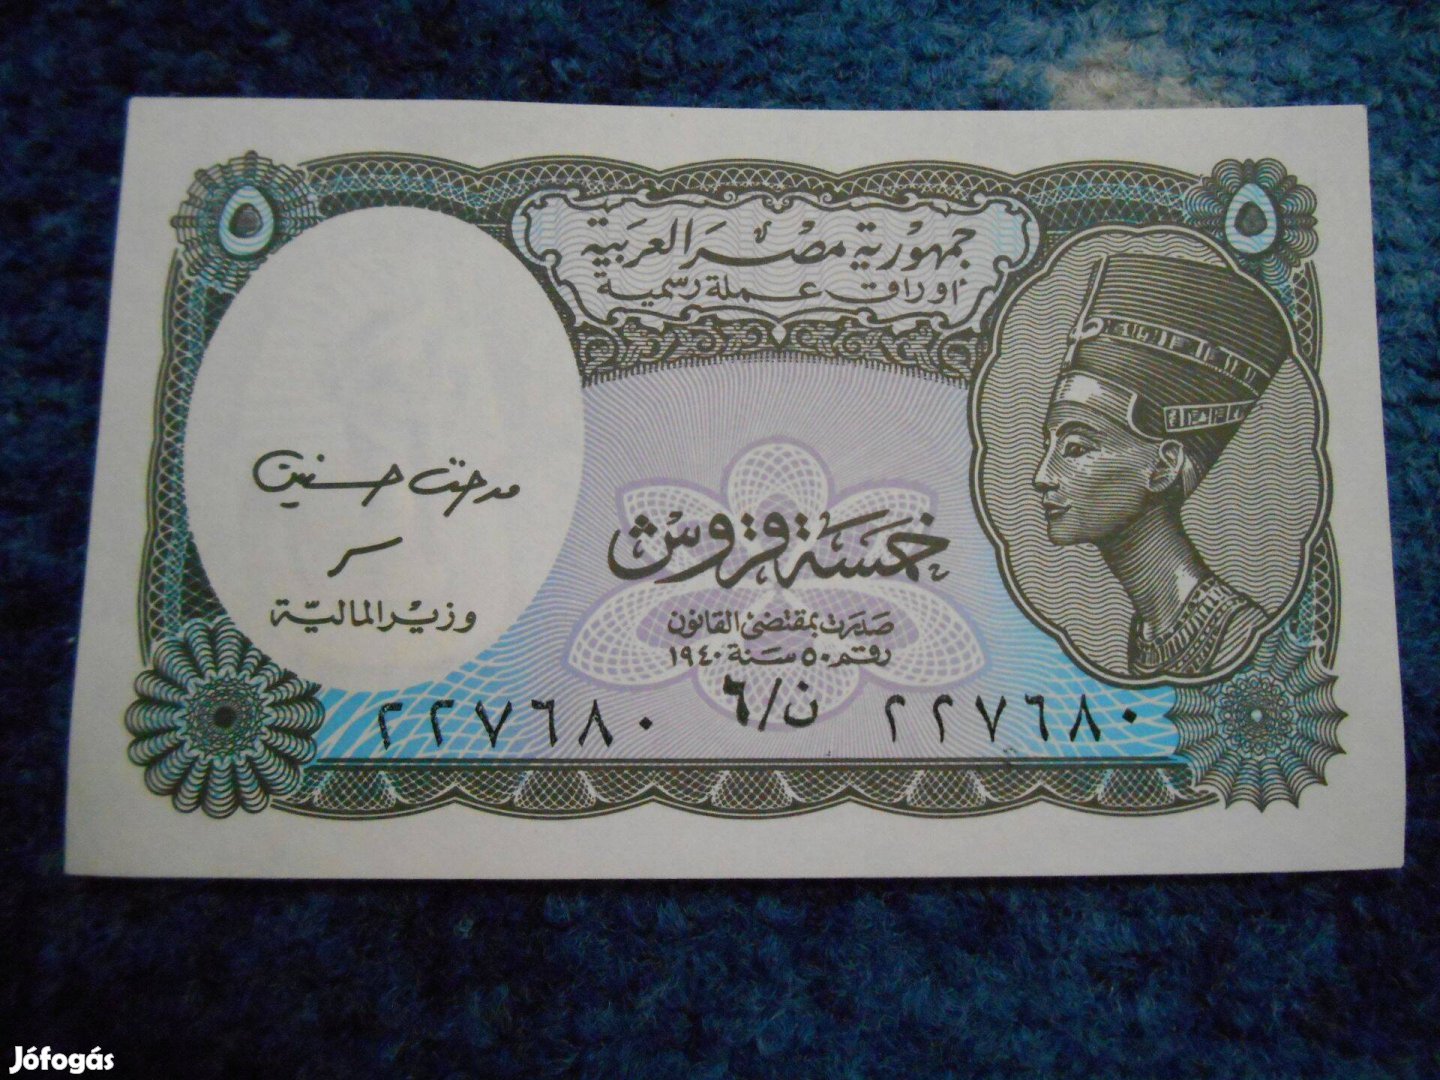 ٥ ٥
جمهورية مصر العربية
أوراق عملة رسمية
مدحت حسنين
وزير المالية
خمسة قروش
صدرت بمقتضى القانون
رقم ٥٠ سنة ١٩٤٠
٢٢٧٦٨٠ ٦/ن ٢٢٧٦٨٠
Jófogás